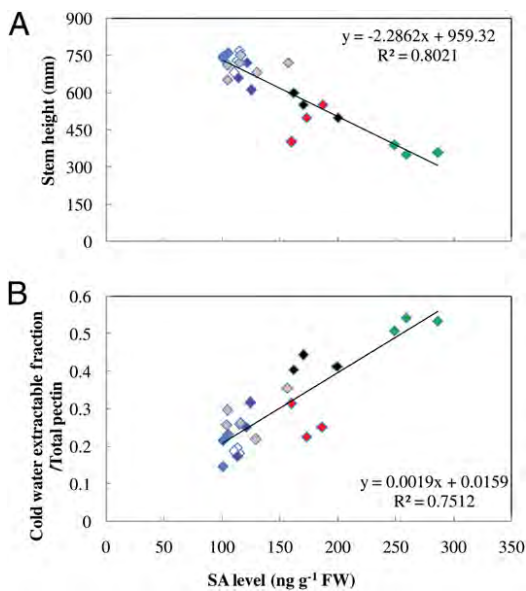 A
900
750
600
450
300
150
0
Stem height (mm)
y = -2.2862x + 959.32
R² = 0.8021
B
0.6
0.5
0.4
0.3
0.2
0.1
0
Cold water extractable fraction
/Total pectin
y = 0.0019x + 0.0159
R² = 0.7512
0 50 100 150 200 250 300 350
SA level (ng g⁻¹ FW)